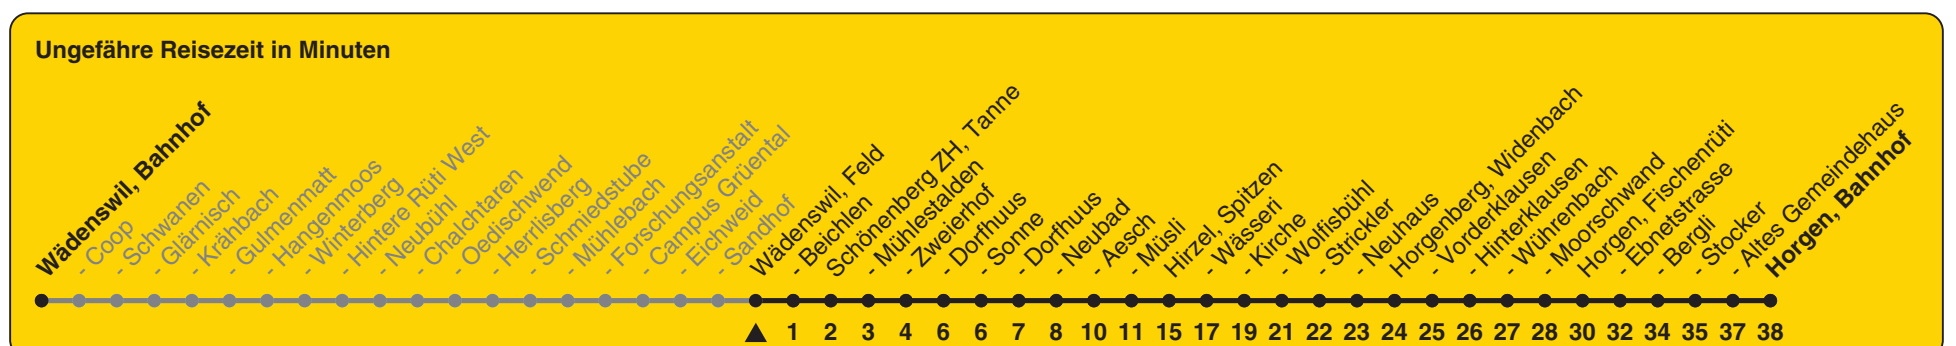 Ungefähre Reisezeit in Minuten
Wädenswil, Bahnhof
- Coop
- Schwanen
- Glärnisch
- Krähbach
- Gulmenmatt
- Hangenmoos
- Winterberg
- Hintere Rüti West
- Neubühl
- Chalchtaren
- Oedischwend
- Herrlisberg
- Schmriedstube
- Mühlebach
- Forschungsanstalt
- Campus Grüental
- Eichweid
- Sandhof
Wädenswil, Feld
- Beichlen
Schönenberg ZH, Tanne
- Mühlestalden
- Zweierhof
- Dorfhuus
- Sonne
- Dorfhuus
- Neubad
- Aesch
- Müsli
Hirzel, Spitzen
- Wässeri
- Kirche
- Wolfisbühl
- Strickler
- Neuhaus
Horgenberg, Widenbach
- Vorderklausen
- Hinterklausen
- Wührenbach
- Moorschwand
Horgen, Fischenrüti
- Ebnetstrasse
- Bergli
- Stocker
- Altes Gemeindehaus
Horgen, Bahnhof
1 2 3 4 6 6 7 8 10 11 15 17 19 21 22 23 24 25 26 27 28 30 32 34 35 37 38